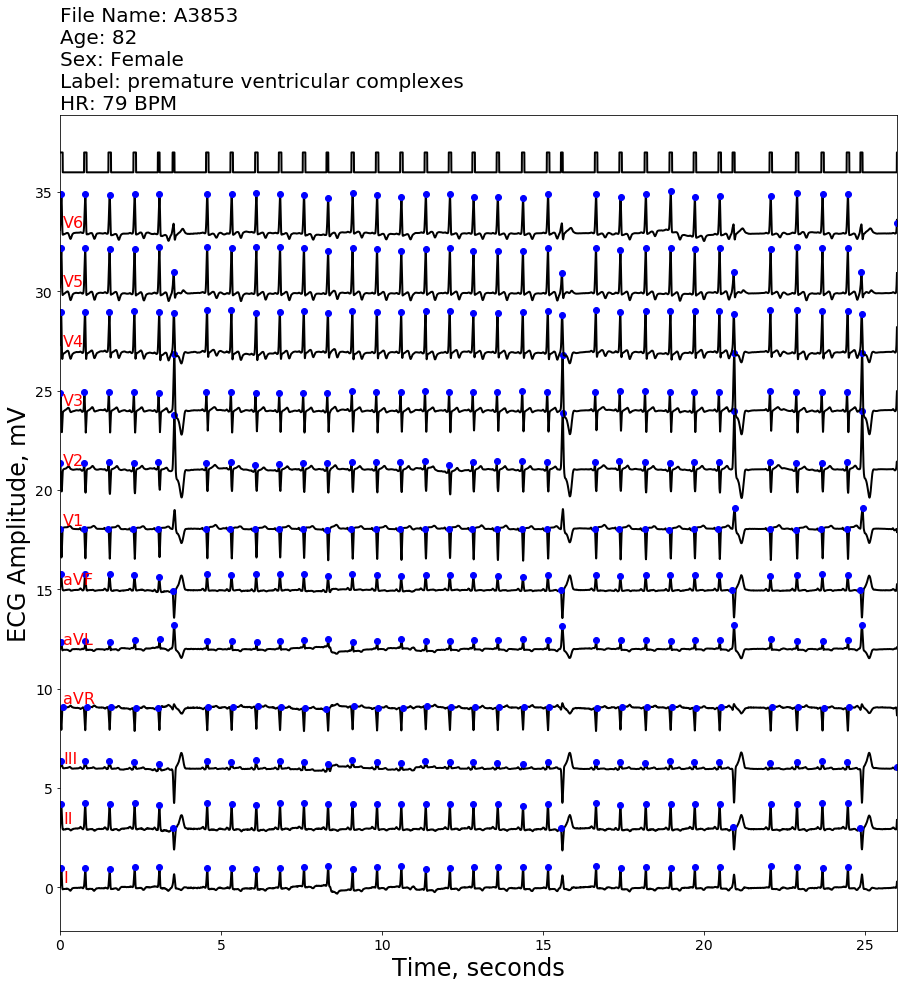 File Name: A3853
Age: 82
Sex: Female
Label: premature ventricular complexes
HR: 79 BPM
35
V6
V5
30
V4
25
V3
V2
20
V1
aVF
15
aVL
10
aVR
III
5
II
I
0
ECG Amplitude, mV
0 5 10 15 20 25
Time, seconds